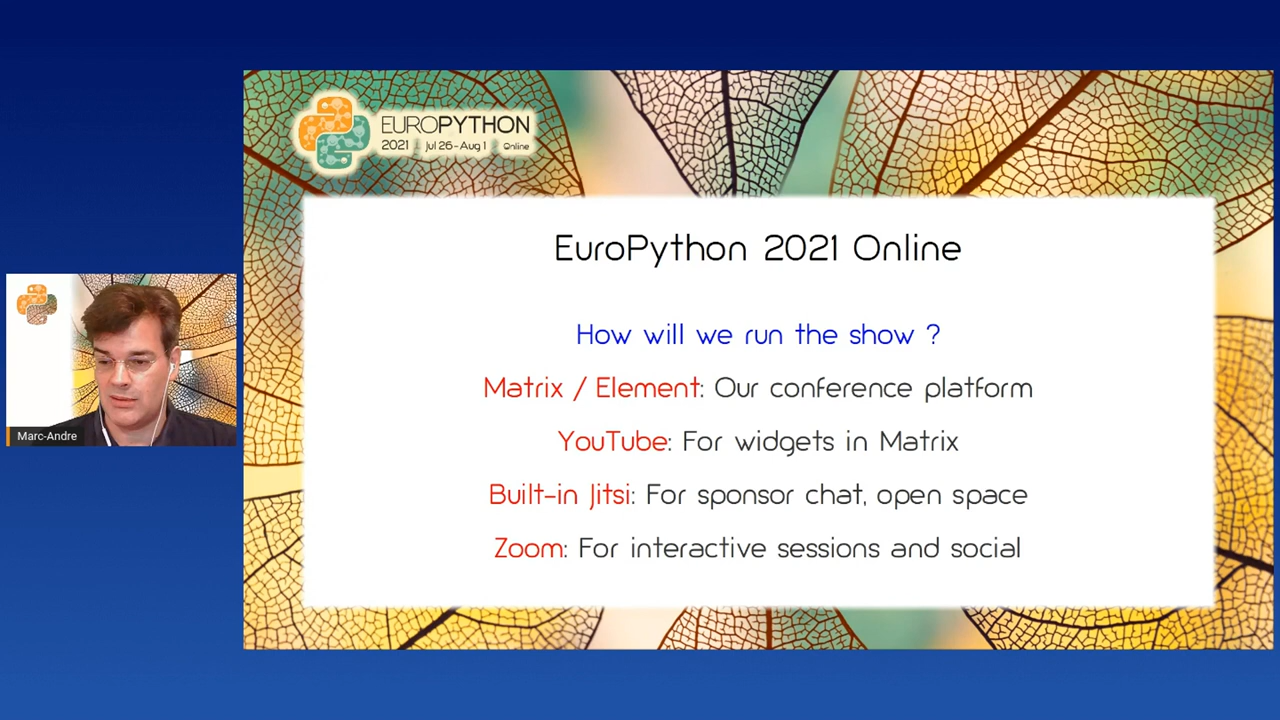 EUROPYTHON
2021 Jul 26-Aug 1 Online
EuroPython 2021 Online
How will we run the show ?
Matrix / Element: Our conference platform
YouTube: For widgets in Matrix
Built-in Jitsi: For sponsor chat, open space
Zoom: For interactive sessions and social
Marc-Andre